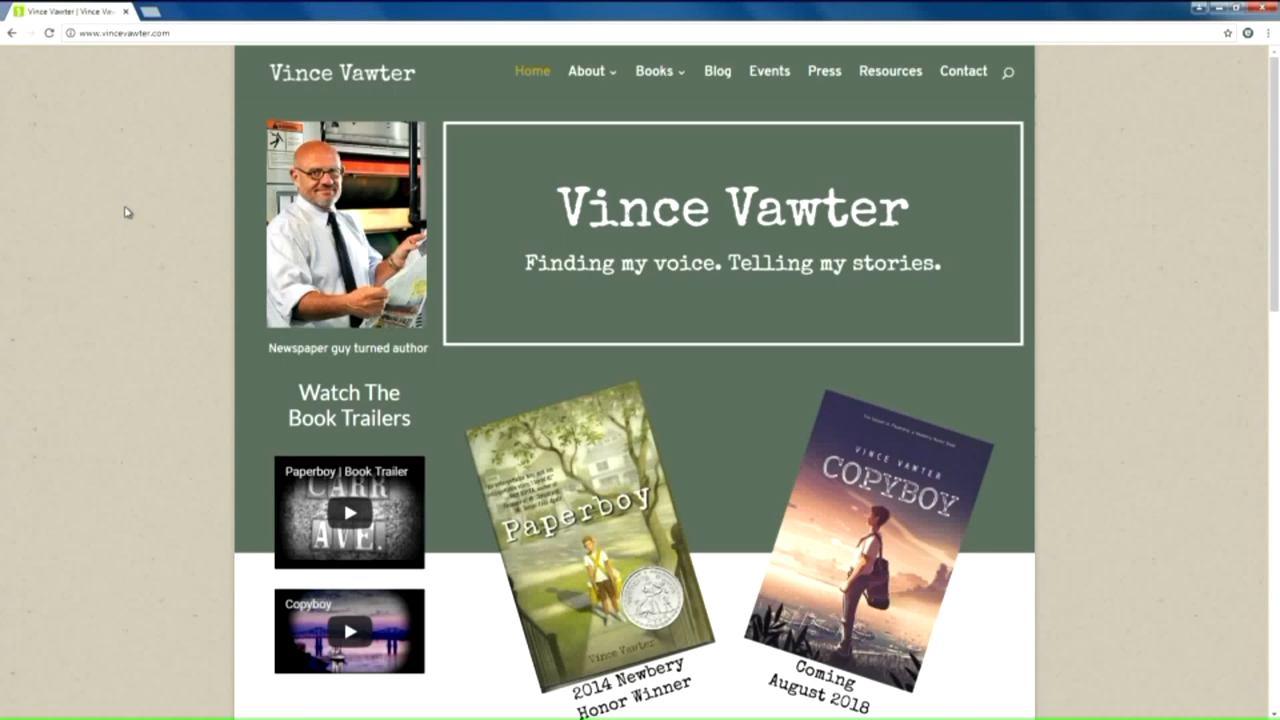 Vince Vawter | Vince Va
www.vincevawter.com
Vince Vawter
Home About Books Blog Events Press Resources Contact
Vince Vawter
Finding my voice. Telling my stories.
Newspaper guy turned author
Watch The
Book Trailers
Paperboy | Book Trailer
CARR
AVE.
Copyboy
Paperboy
Vince Vawter
2014 Newbery
Honor Winner
VINCE VAWTER
COPYBOY
Coming
August 2018